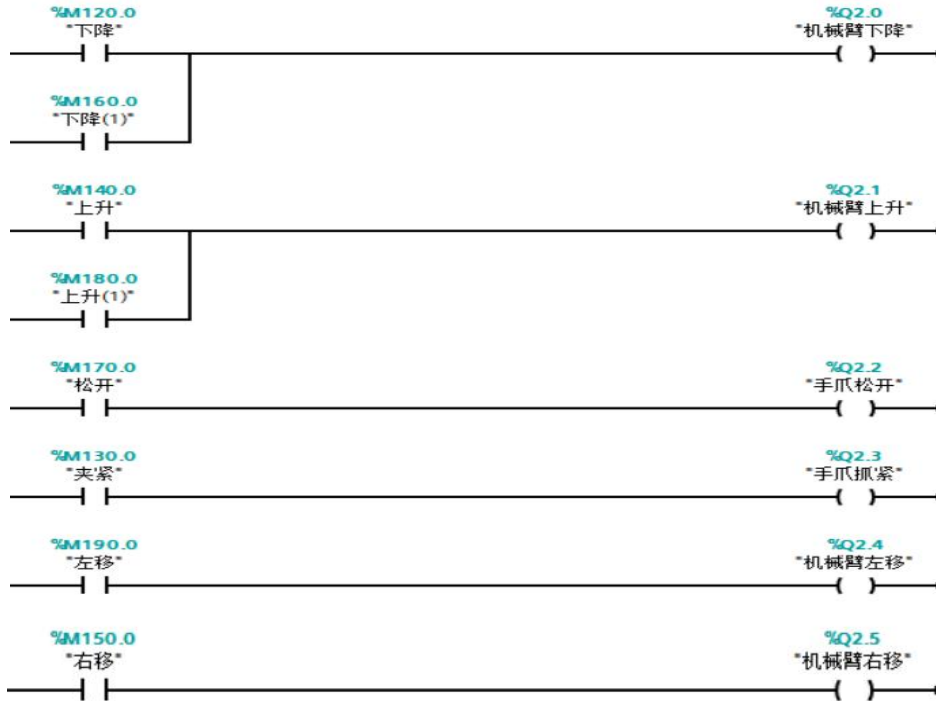 %M120.0
"下降"
%Q2.0
"机械臂下降"
%M160.0
"下降(1)"
%M140.0
"上升"
%Q2.1
"机械臂上升"
%M180.0
"上升(1)"
%M170.0
"松开"
%Q2.2
"手爪松开"
%M130.0
"夹紧"
%Q2.3
"手爪抓紧"
%M190.0
"左移"
%Q2.4
"机械臂左移"
%M150.0
"右移"
%Q2.5
"机械臂右移"